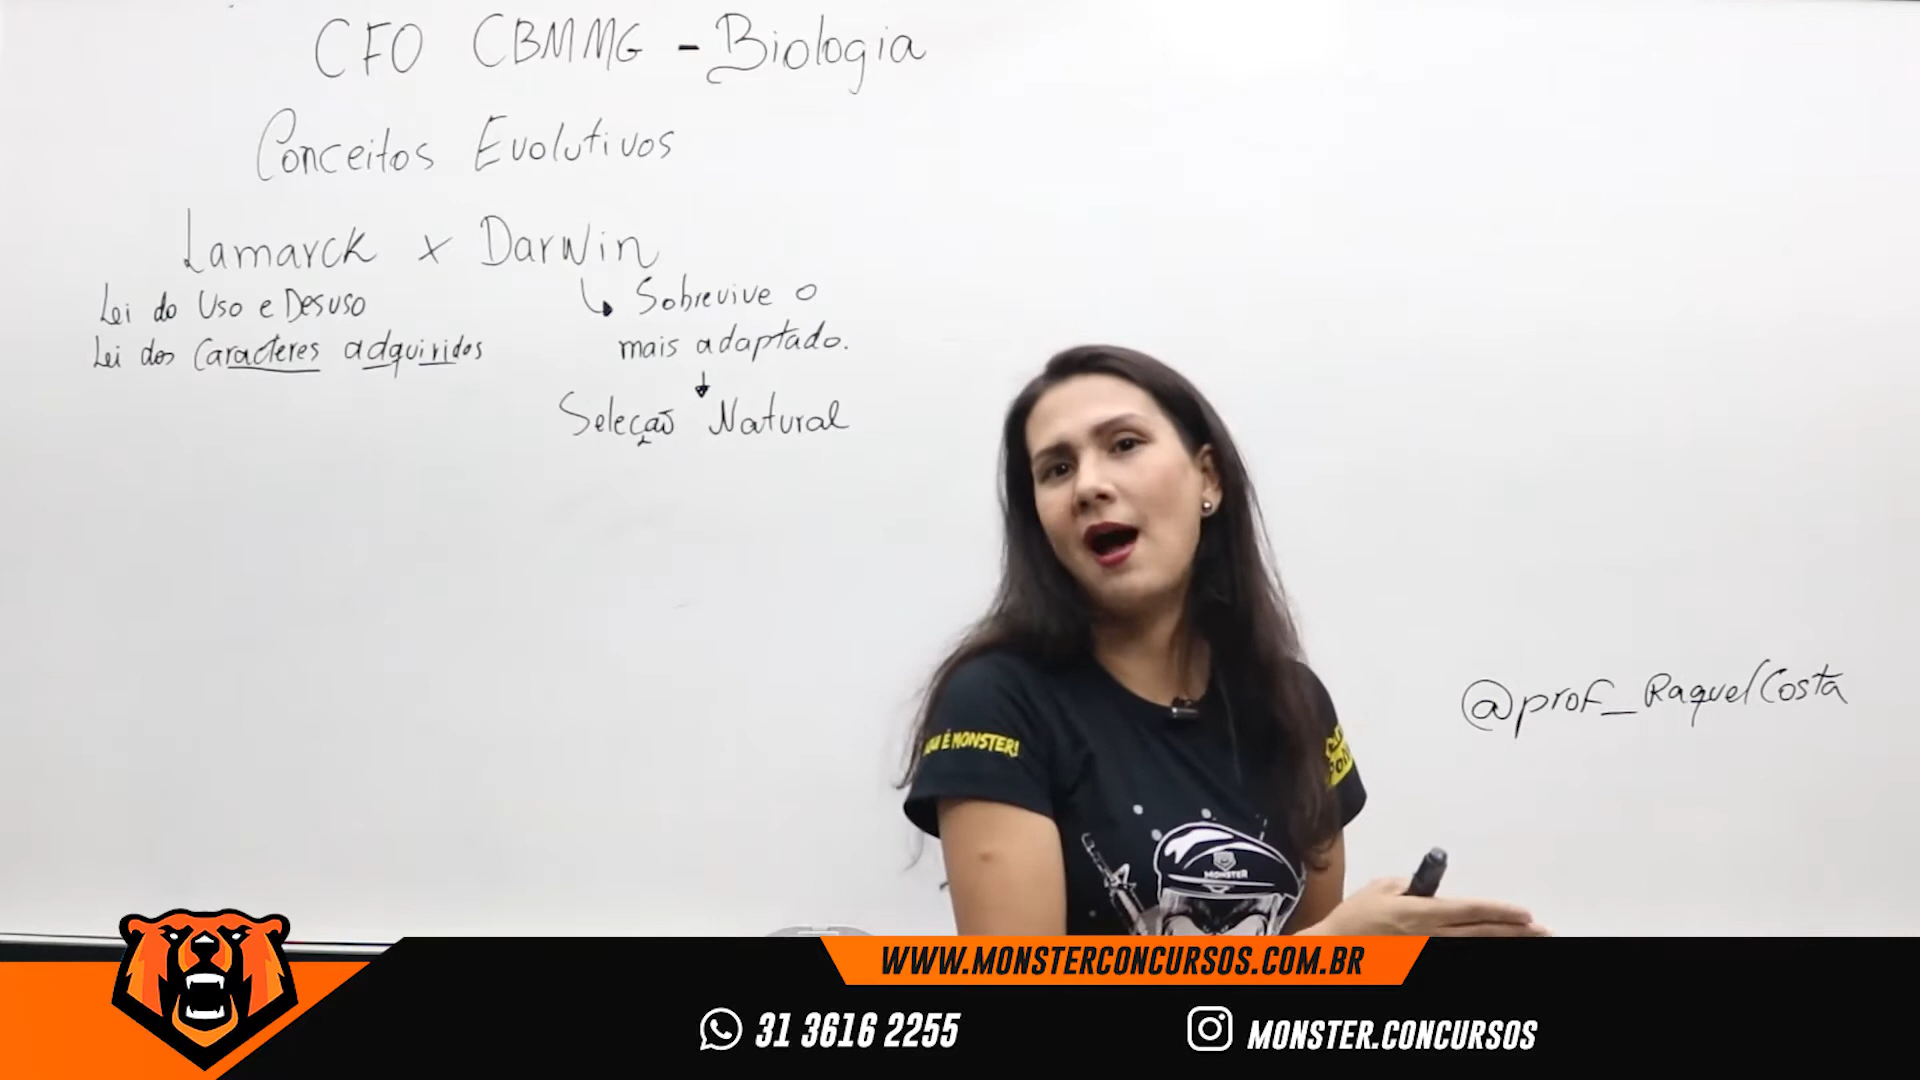 CFO CBMMG - Biologia
Conceitos Evolutivos
Lamarck x Darwin
Lei do Uso e Desuso
Lei dos Caracteres adquiridos
Sobrevive o
mais adaptado.
Seleção Natural
@prof_RaquelCosta
É MONSTER!
MONSTER
WWW.MONSTERCONCURSOS.COM.BR
31 3616 2255
MONSTER.CONCURSOS